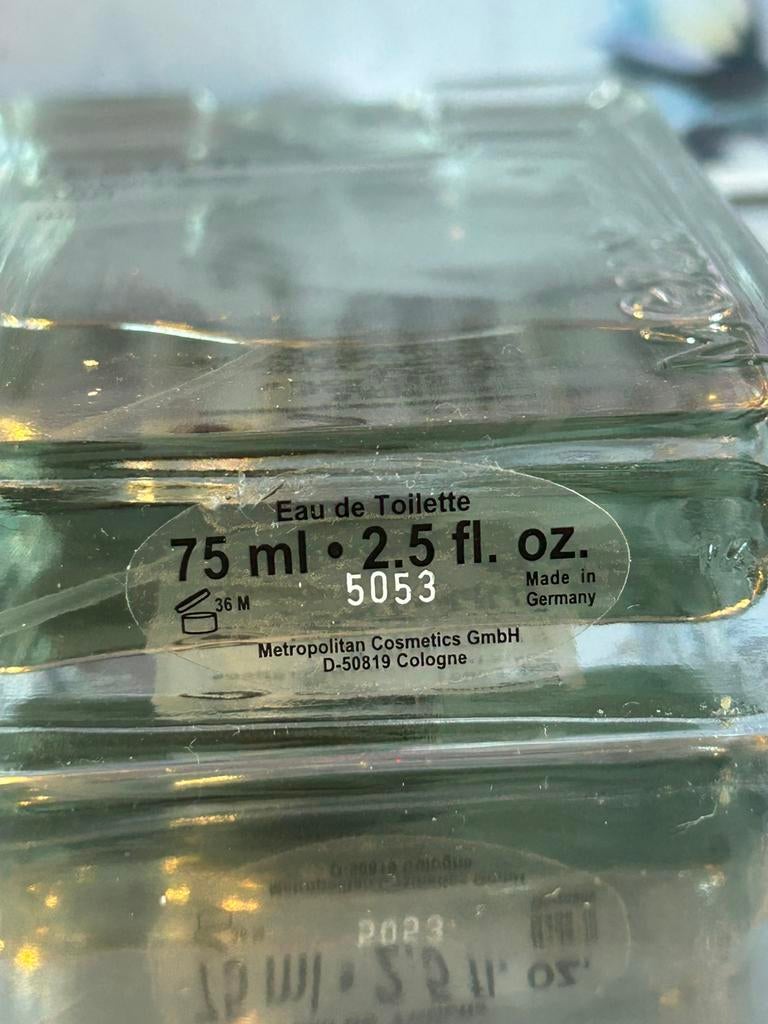 Eau de Toilette
75 ml • 2.5 fl. oz.
5053
36 M
Made in
Germany
Metropolitan Cosmetics GmbH
D-50819 Cologne